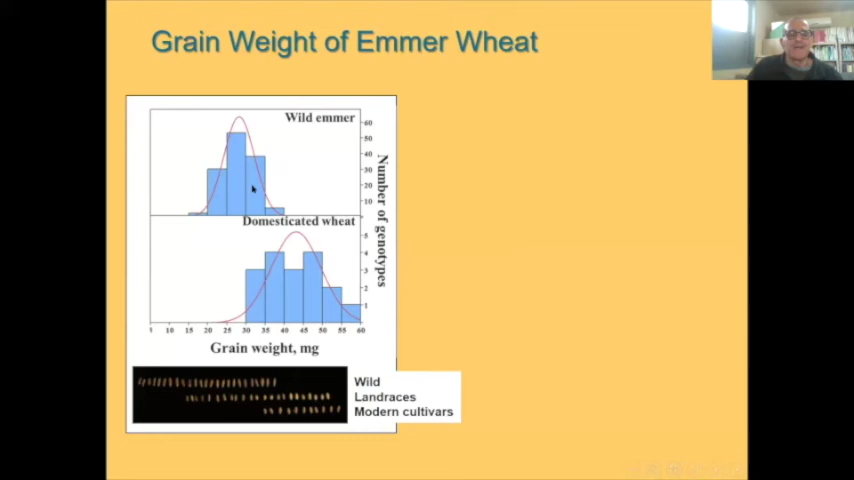 Grain Weight of Emmer Wheat
Wild emmer
60
50
40
30
20
10
Number of genotypes
Domesticated wheat
5
4
3
2
1
5 10 15 20 25 30 35 40 45 50 55 60
Grain weight, mg
Wild
Landraces
Modern cultivars